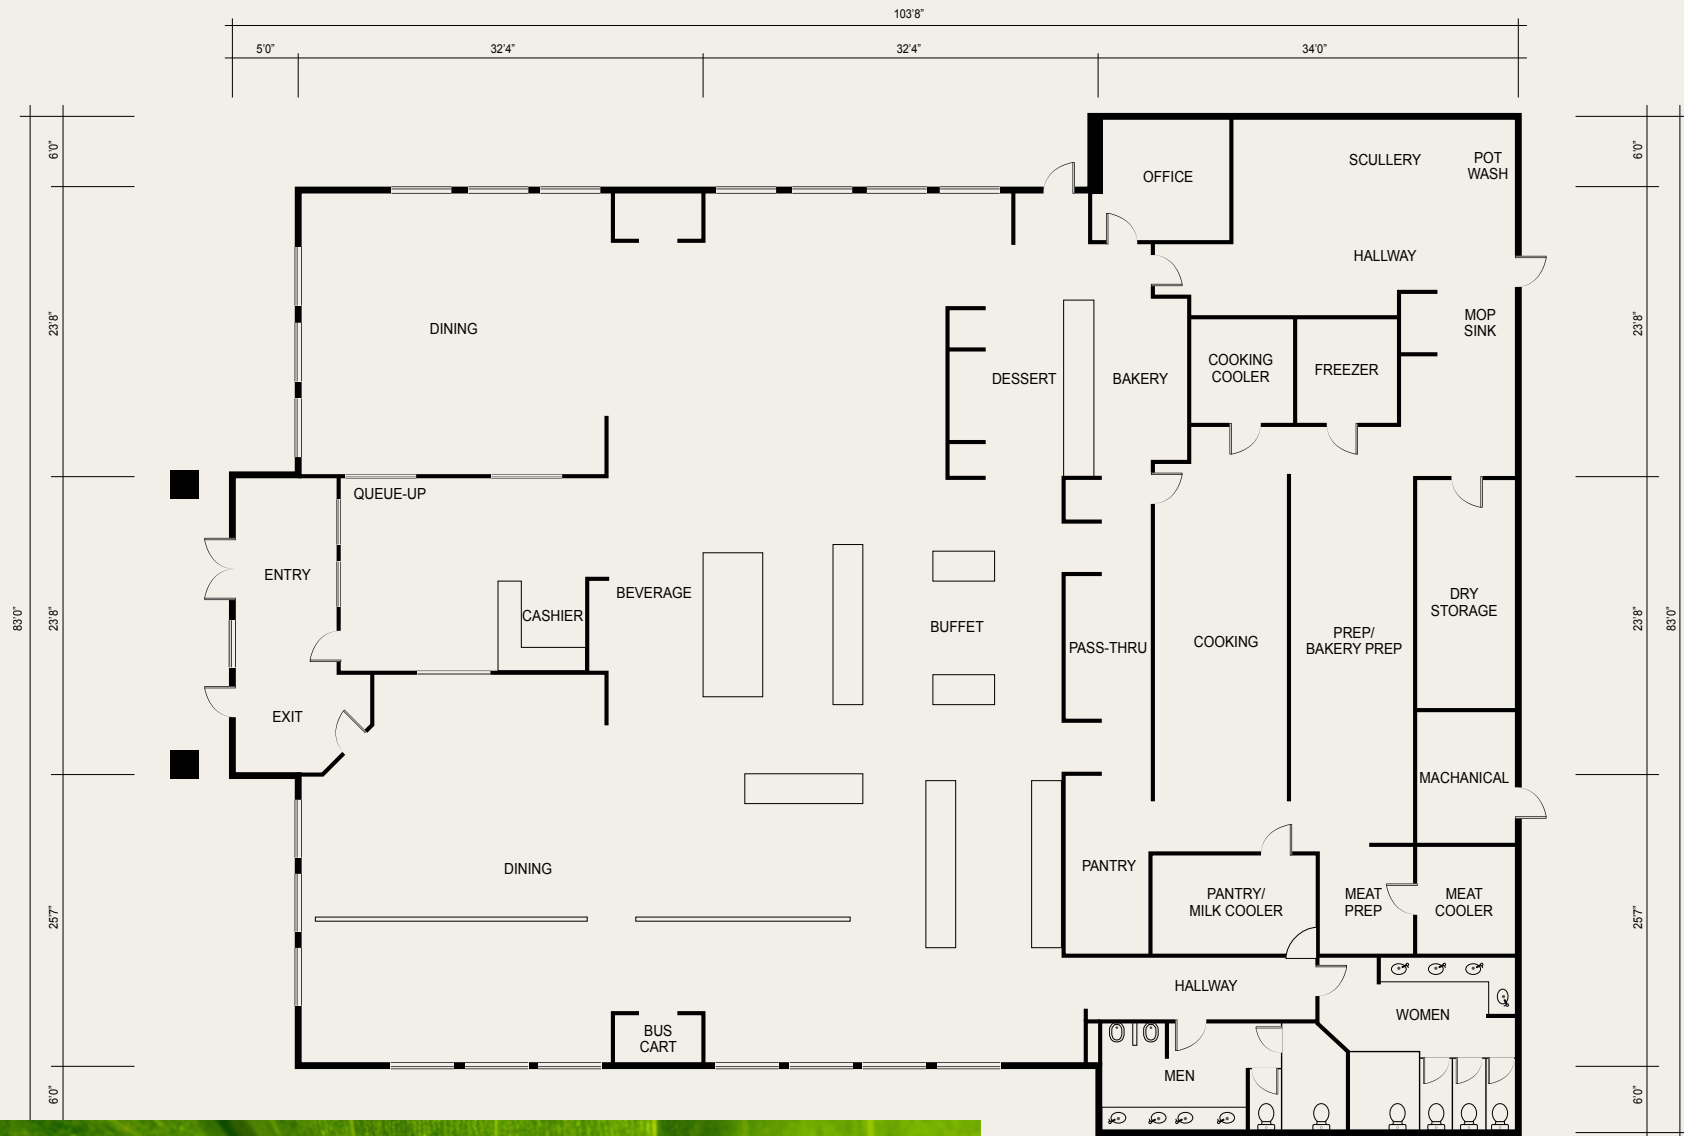 103'8"
5'0"
32'4"
32'4"
34'0"
6'0"
6'0"
SCULLERY
POT
WASH
OFFICE
HALLWAY
23'8"
DINING
MOP
SINK
23'8"
COOKING
COOLER
FREEZER
DESSERT
BAKERY
QUEUE-UP
ENTRY
BEVERAGE
CASHIER
DRY
STORAGE
83'0"
23'8"
BUFFET
PASS-THRU
COOKING
PREP/
BAKERY PREP
23'8"
83'0"
EXIT
MACHANICAL
DINING
PANTRY
PANTRY/
MILK COOLER
MEAT
PREP
MEAT
COOLER
25'7"
25'7"
HALLWAY
WOMEN
BUS
CART
MEN
6'0"
6'0"